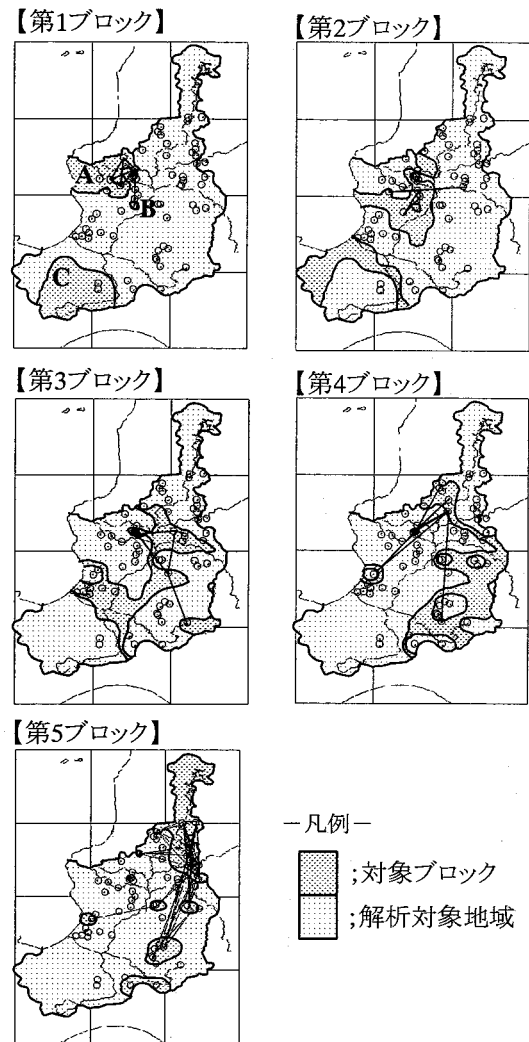 【第1ブロック】
【第2ブロック】
A
B
C
【第3ブロック】
【第4ブロック】
【第5ブロック】
−凡例−
;対象ブロック
;解析対象地域